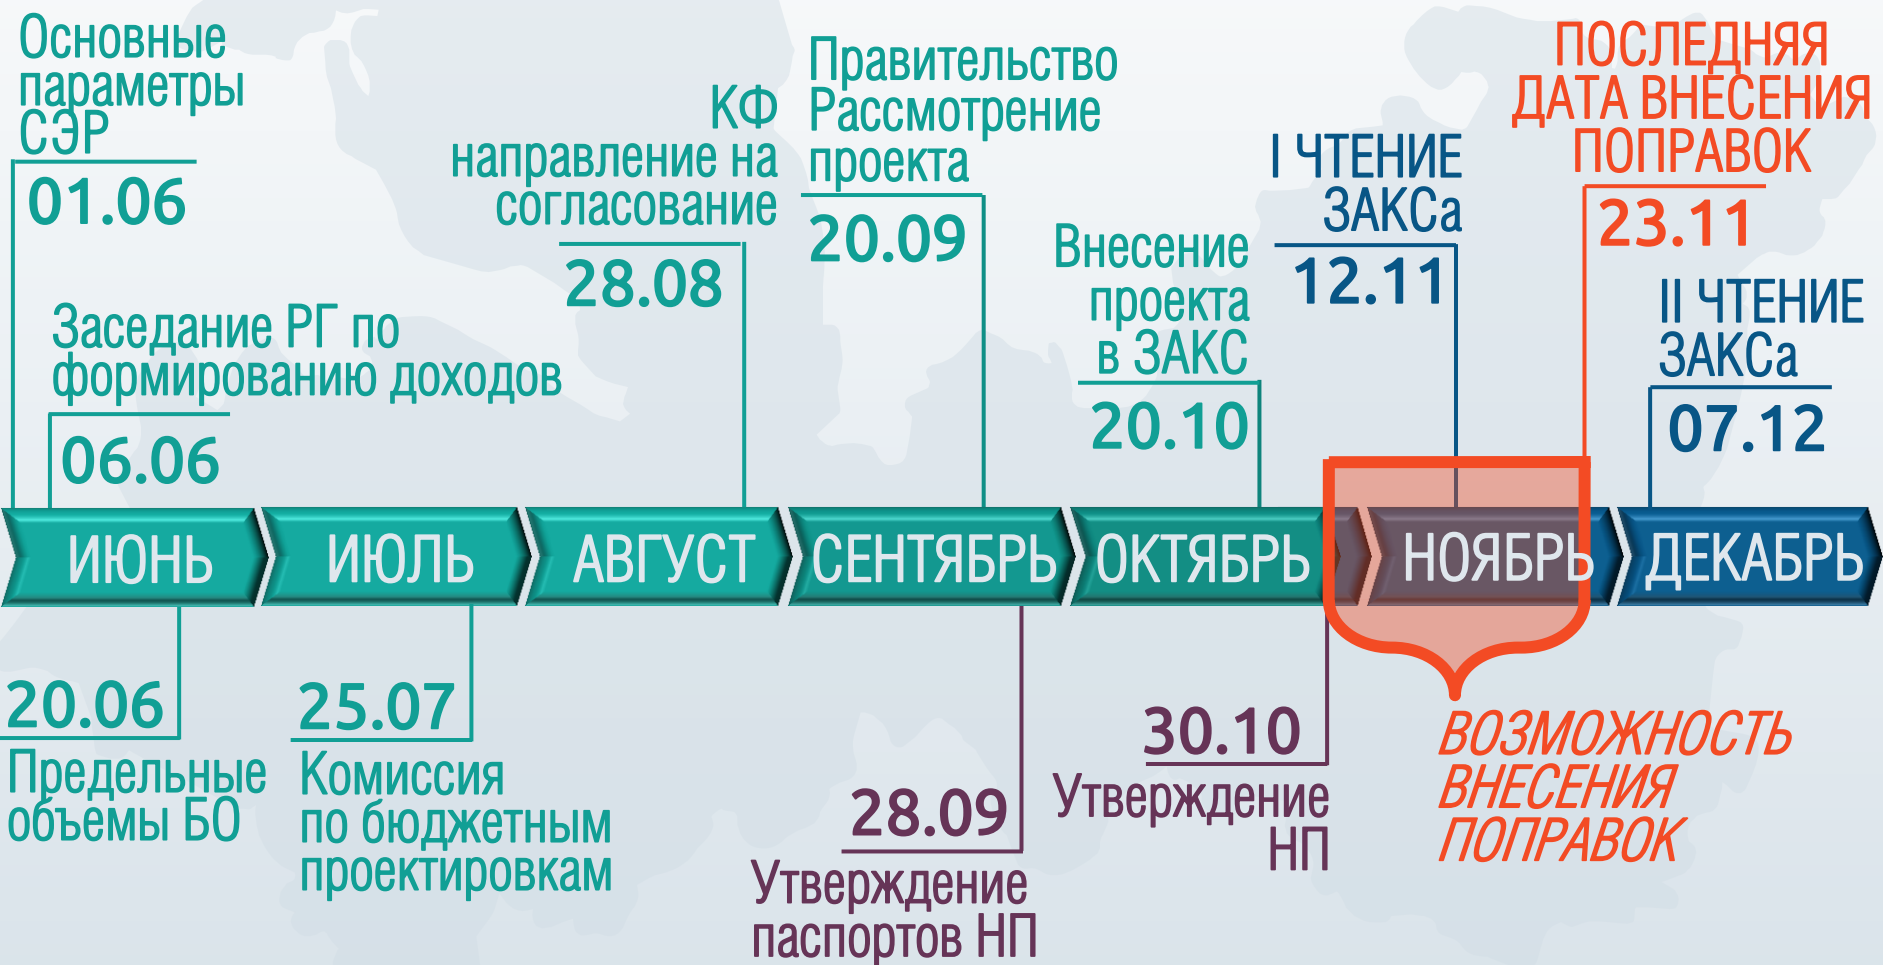 Основные
параметры
СЭР
01.06
Заседание РГ по
формированию доходов
06.06
КФ
направление на
согласование
28.08
Правительство
Рассмотрение
проекта
20.09
Внесение
проекта
в ЗАКС
20.10
I ЧТЕНИЕ
ЗАКСа
12.11
ПОСЛЕДНЯЯ
ДАТА ВНЕСЕНИЯ
ПОПРАВОК
23.11
II ЧТЕНИЕ
ЗАКСа
07.12
ИЮНЬ
ИЮЛЬ
АВГУСТ
СЕНТЯБРЬ
ОКТЯБРЬ
НОЯБРЬ
ДЕКАБРЬ
20.06
Предельные
объемы БО
25.07
Комиссия
по бюджетным
проектировкам
28.09
Утверждение
паспортов НП
30.10
Утверждение
НП
ВОЗМОЖНОСТЬ
ВНЕСЕНИЯ
ПОПРАВОК